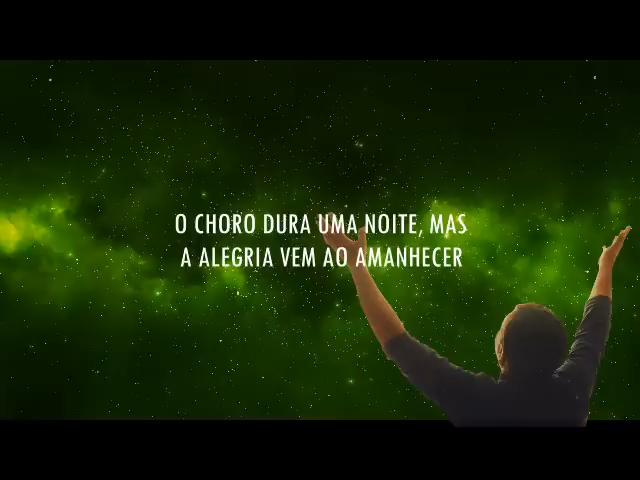 O CHORO DURA UMA NOITE, MAS
A ALEGRIA VEM AO AMANHECER